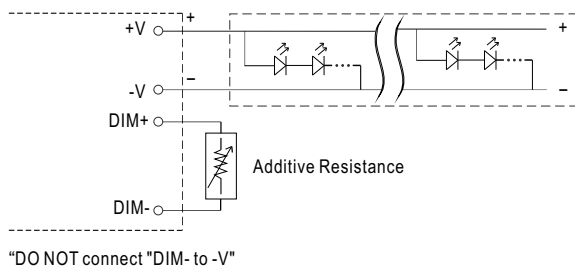 +V
+
+
-V
–
–
DIM+
Additive Resistance
DIM-
“DO NOT connect "DIM- to -V"